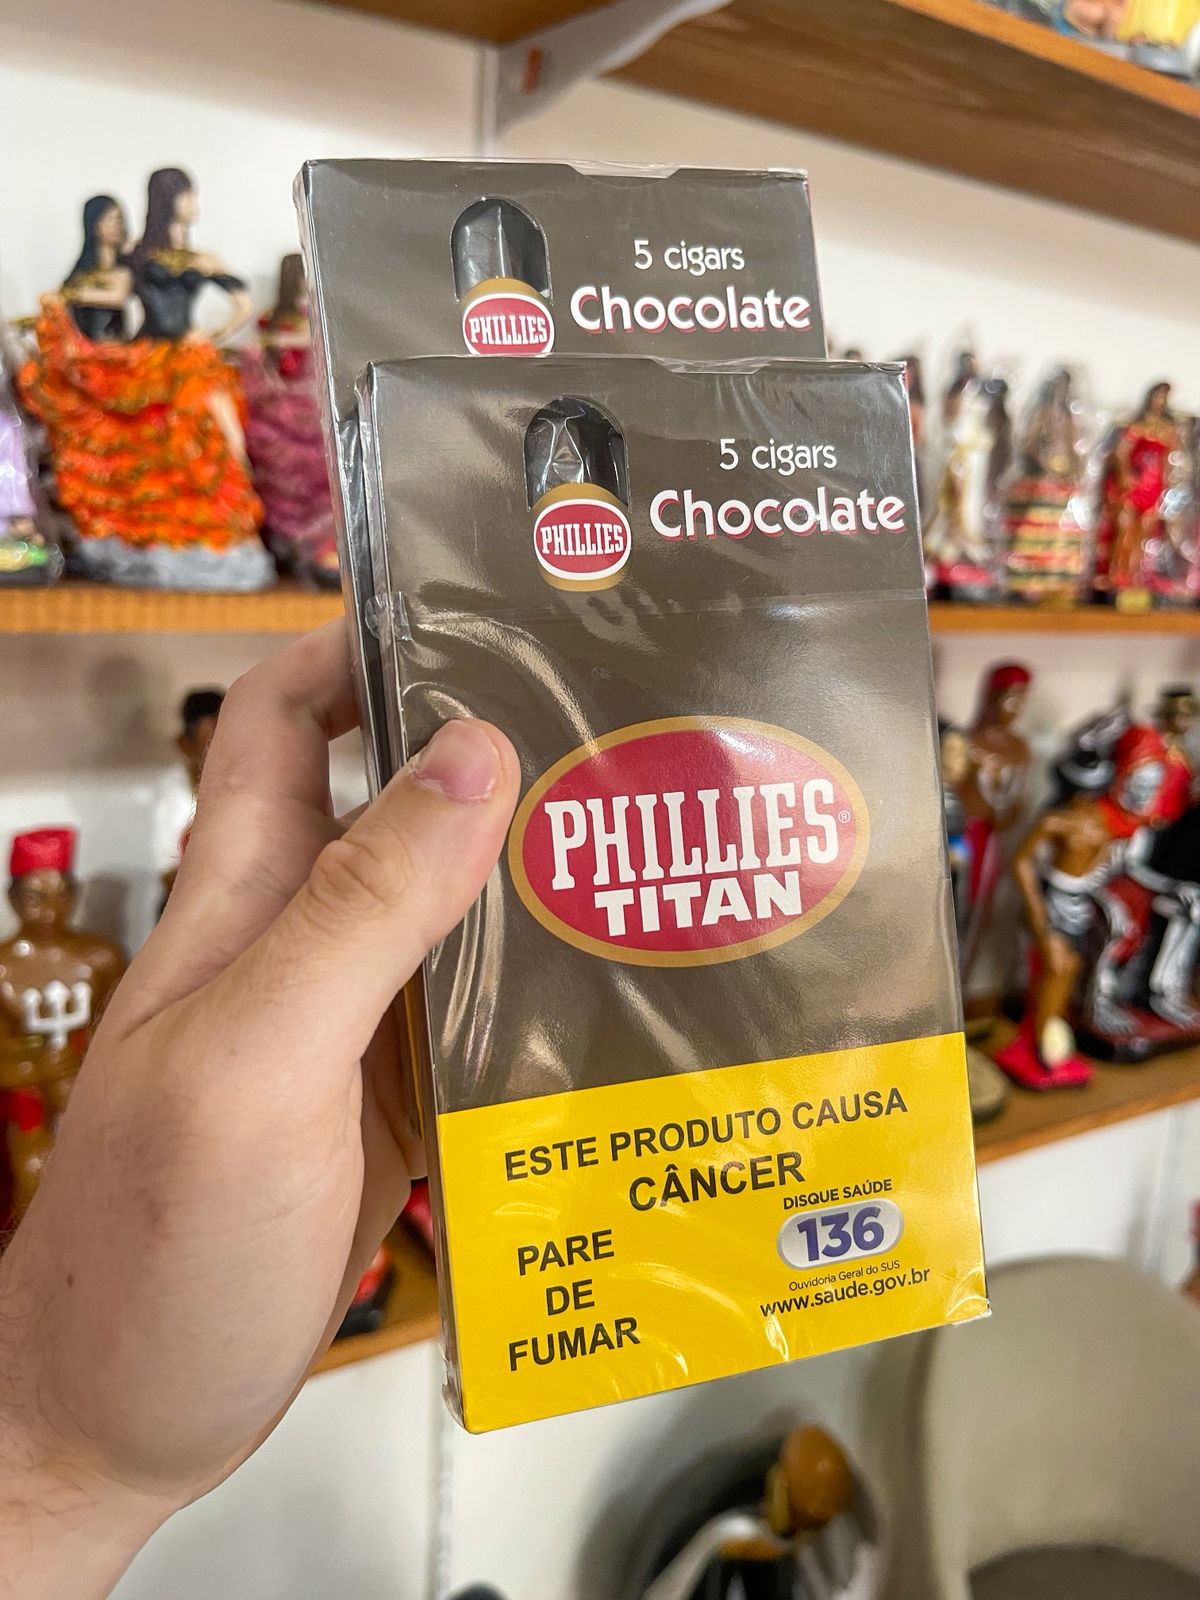 5 cigars
Chocolate
PHILLIES
5 cigars
Chocolate
PHILLIES
PHILLIES®
TITAN
ESTE PRODUTO CAUSA
CÂNCER
PARE
DE
FUMAR
DISQUE SAÚDE
136
Ouvidoria Geral do SUS
www.saude.gov.br